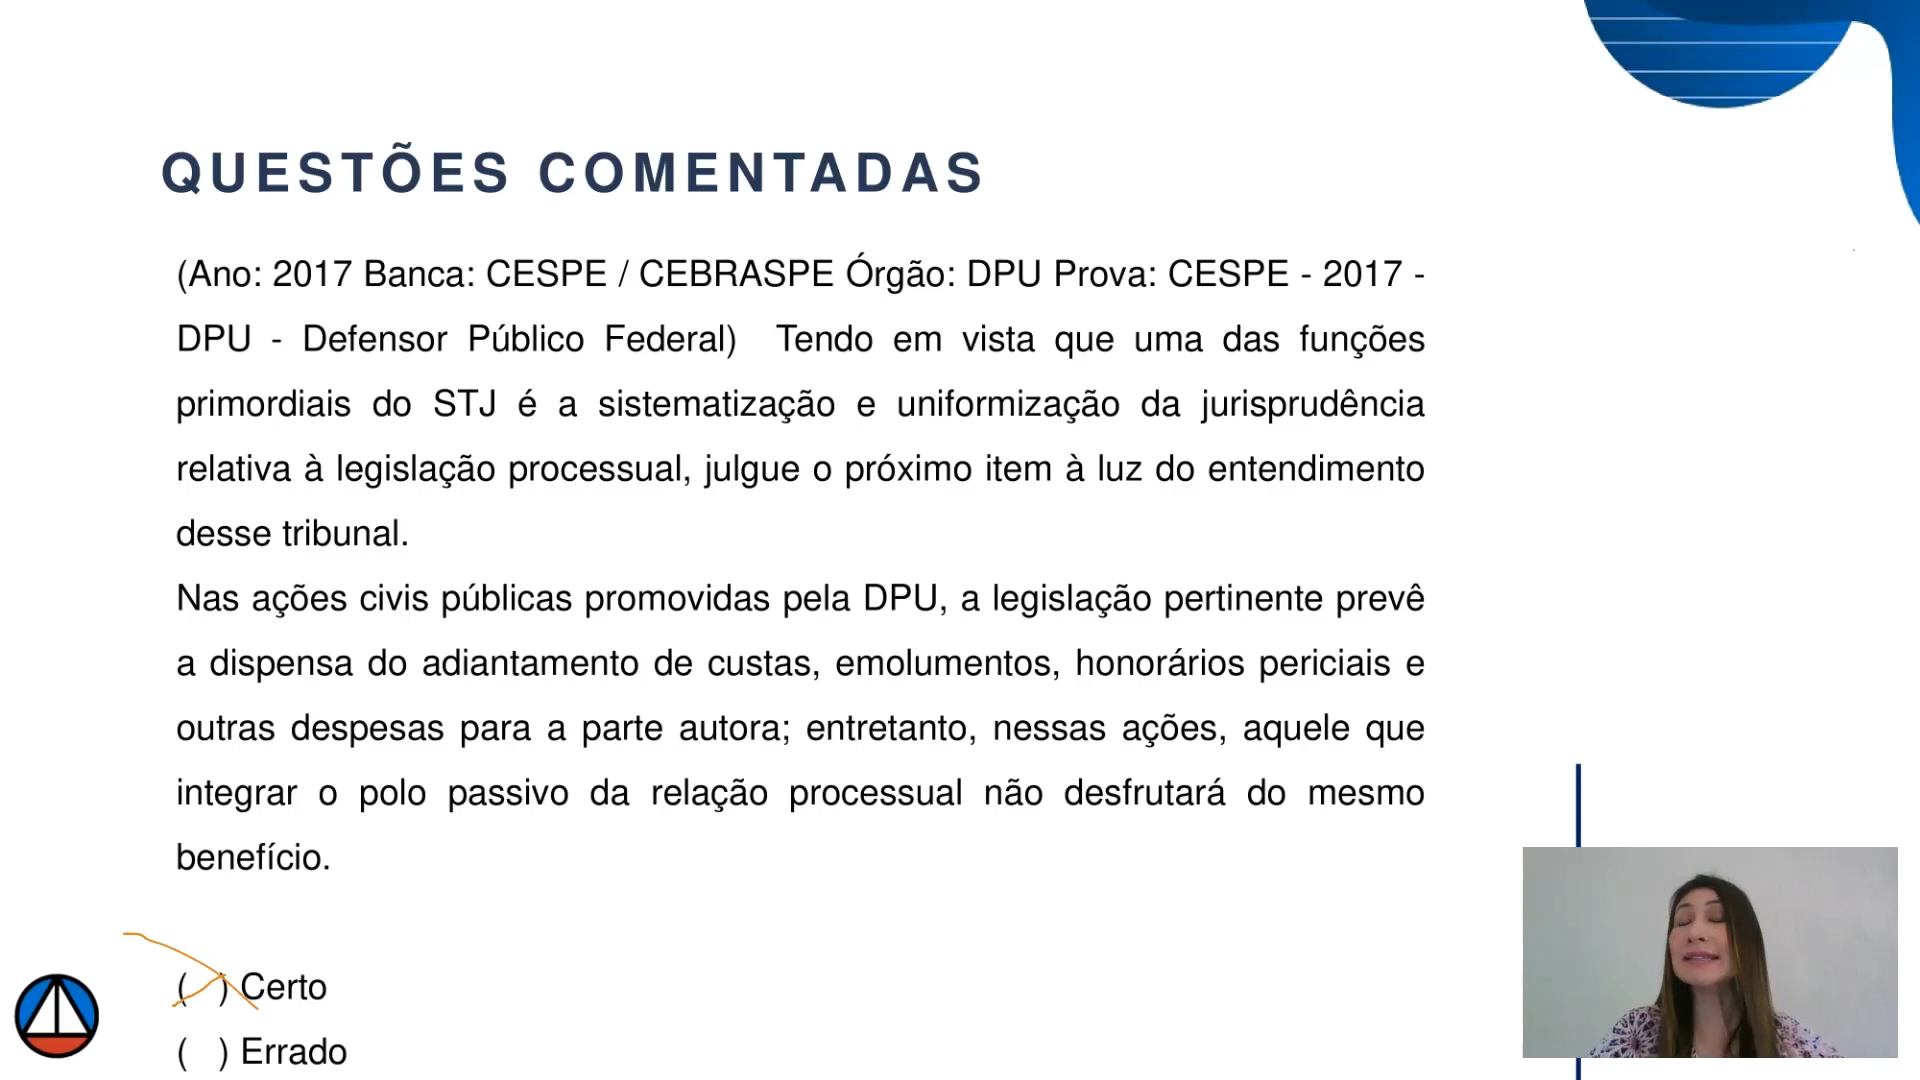 QUESTÕES COMENTADAS
(Ano: 2017 Banca: CESPE / CEBRASPE Órgão: DPU Prova: CESPE - 2017 -
DPU - Defensor Público Federal) Tendo em vista que uma das funções
primordiais do STJ é a sistematização e uniformização da jurisprudência
relativa à legislação processual, julgue o próximo item à luz do entendimento
desse tribunal.
Nas ações civis públicas promovidas pela DPU, a legislação pertinente prevê
a dispensa do adiantamento de custas, emolumentos, honorários periciais e
outras despesas para a parte autora; entretanto, nessas ações, aquele que
integrar o polo passivo da relação processual não desfrutará do mesmo
benefício.
( ) Certo
( ) Errado